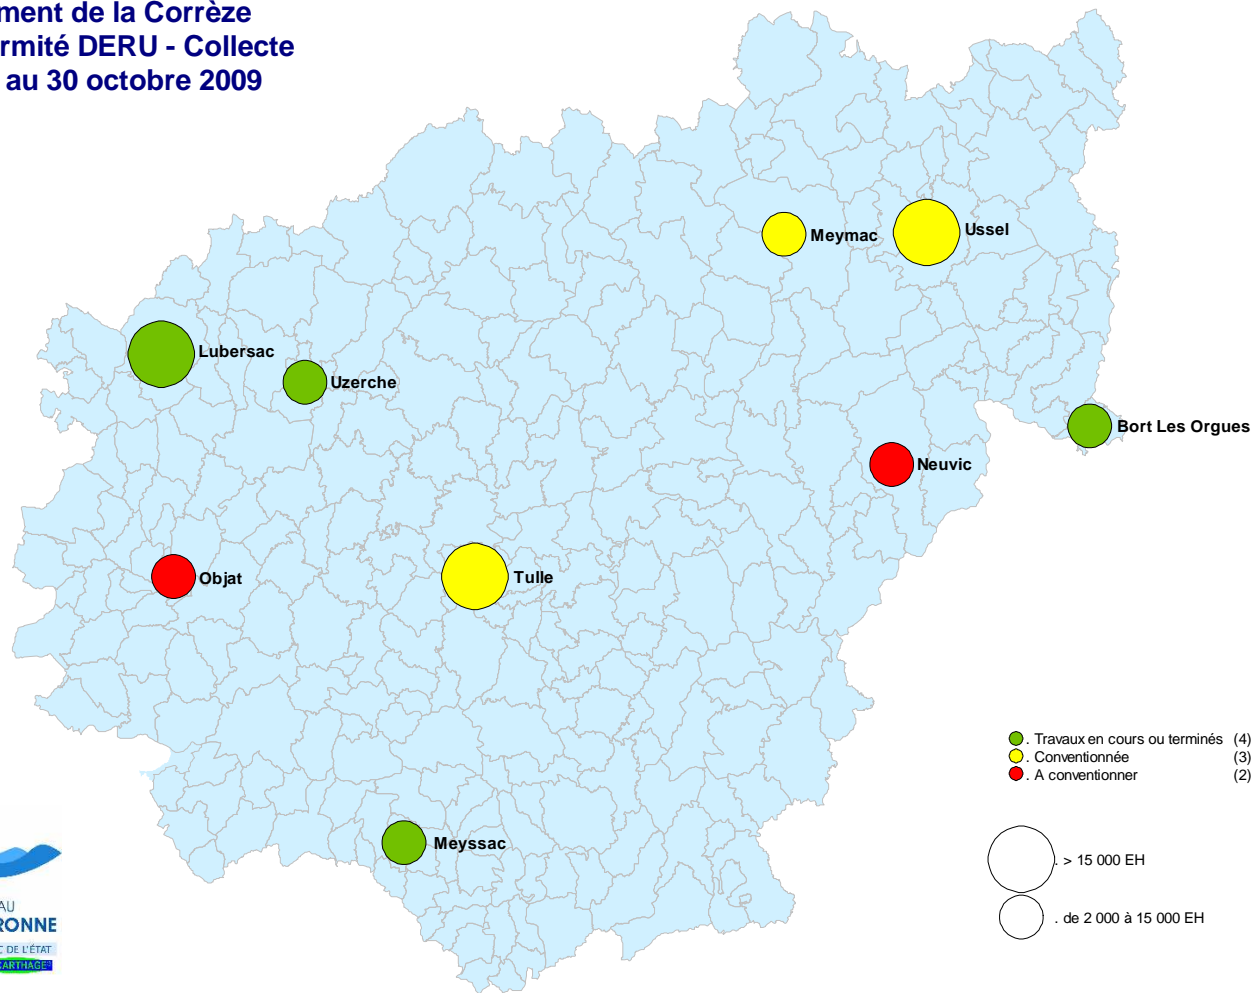 ment de la Corrèze
rmité DERU - Collecte
au 30 octobre 2009
Meymac
Ussel
Lubersac
Uzerche
Bort Les Orgues
Neuvic
Objat
Tulle
. Travaux en cours ou terminés (4)
. Conventionnée (3)
. A conventionner (2)
Meyssac
. > 15 000 EH
. de 2 000 à 15 000 EH
AU
RONNE
C DE L'ÉTAT
CARTHAGE